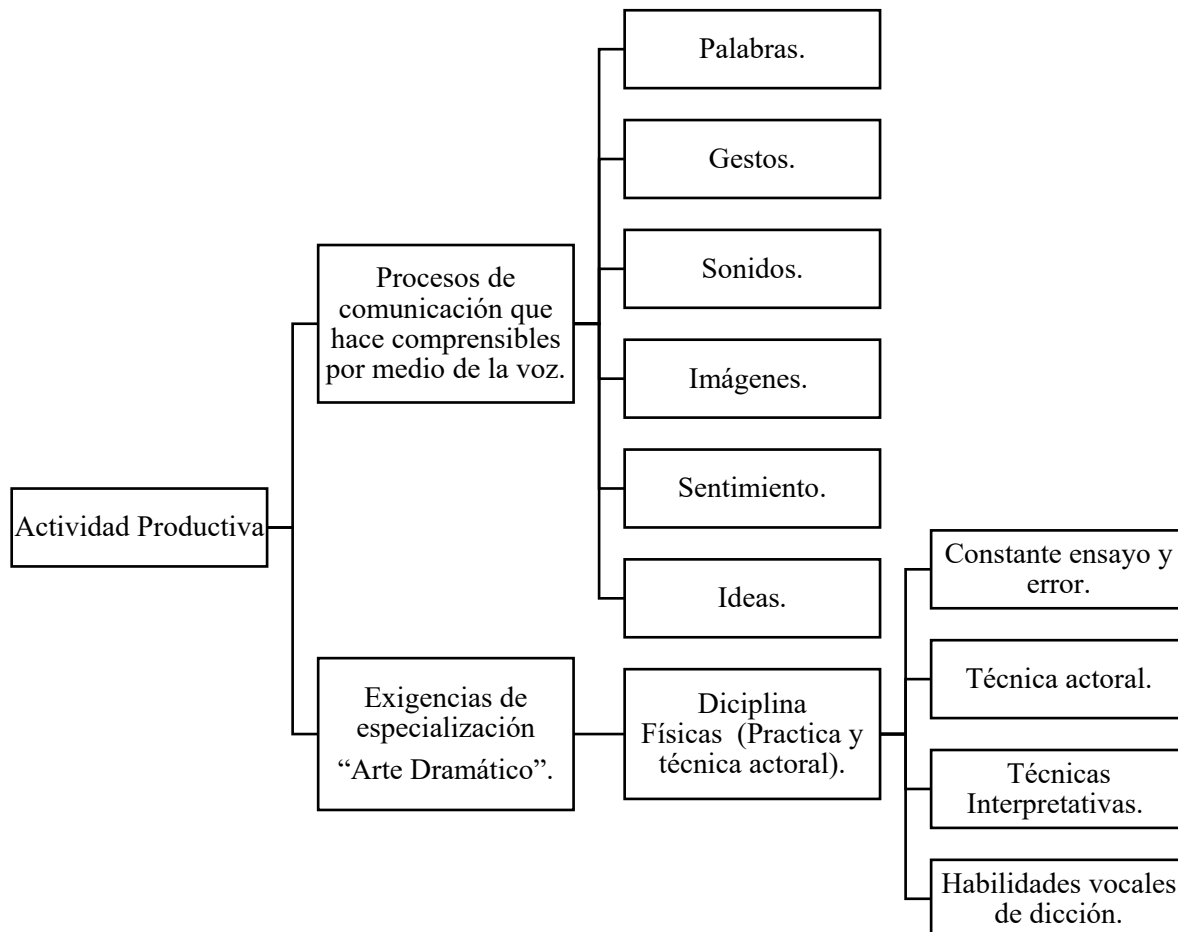 Palabras.
Gestos.
Sonidos.
Procesos de
comunicación que
hace comprensibles
por medio de la voz.
Imágenes.
Sentimiento.
Actividad Productiva
Ideas.
Constante ensayo y
error.
Exigencias de
especialización
“Arte Dramático”.
Diciplina
Físicas (Practica y
técnica actoral).
Técnica actoral.
Técnicas
Interpretativas.
Habilidades vocales
de dicción.